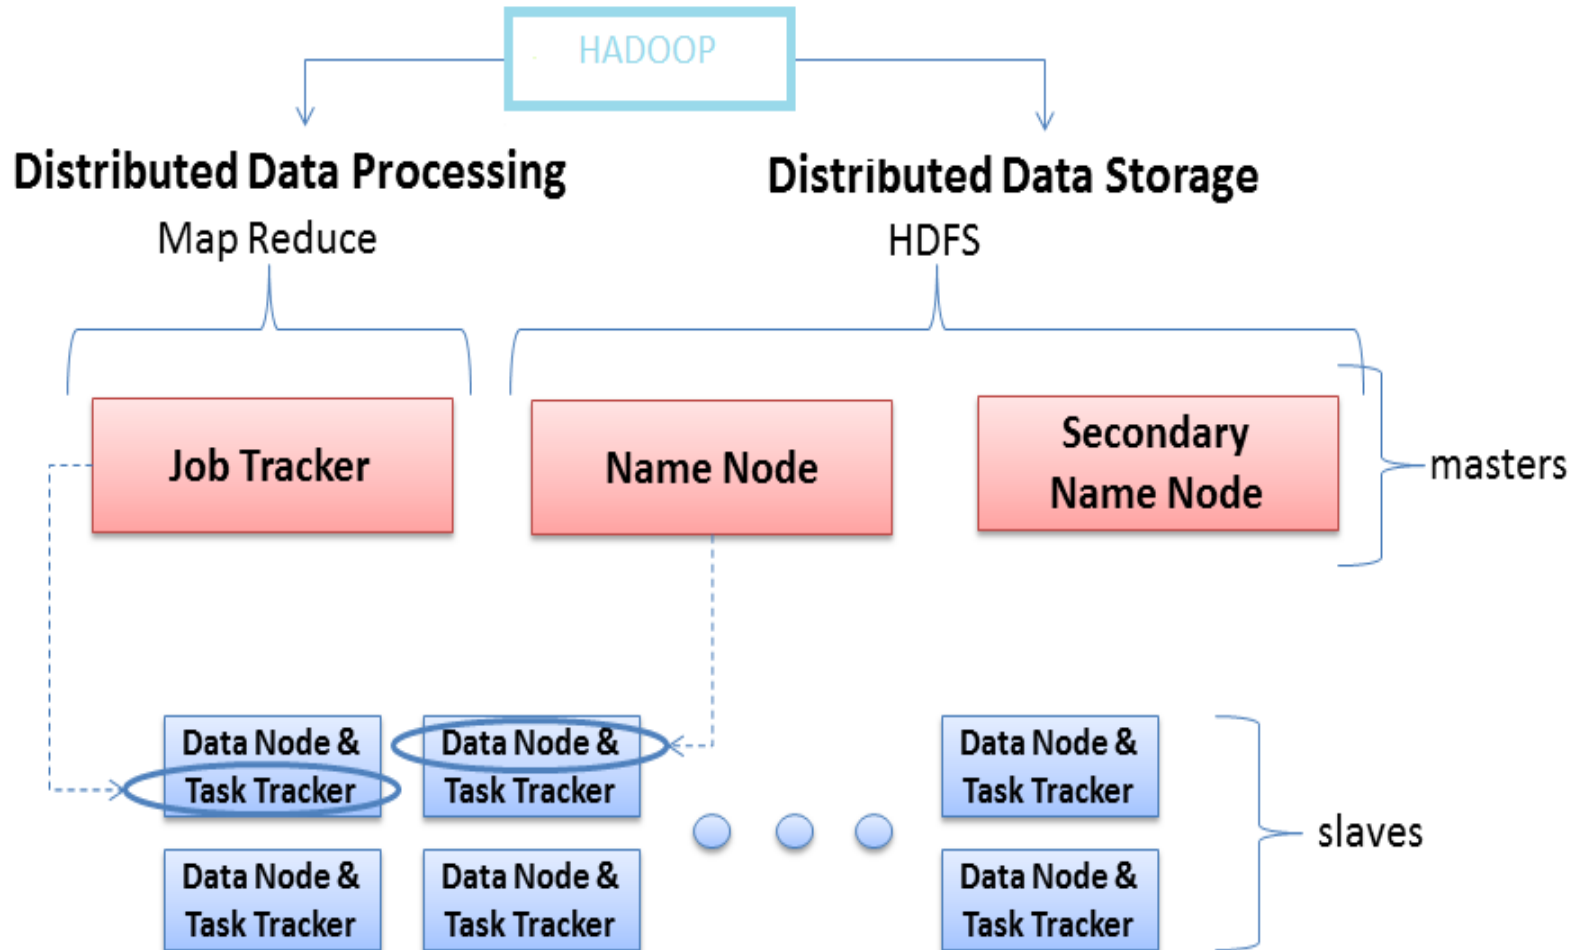 HADOOP
Distributed Data Processing
Map Reduce
Distributed Data Storage
HDFS
Job Tracker
Name Node
Secondary
Name Node
masters
Data Node &
Task Tracker
Data Node &
Task Tracker
Data Node &
Task Tracker
slaves
Data Node &
Task Tracker
Data Node &
Task Tracker
Data Node &
Task Tracker